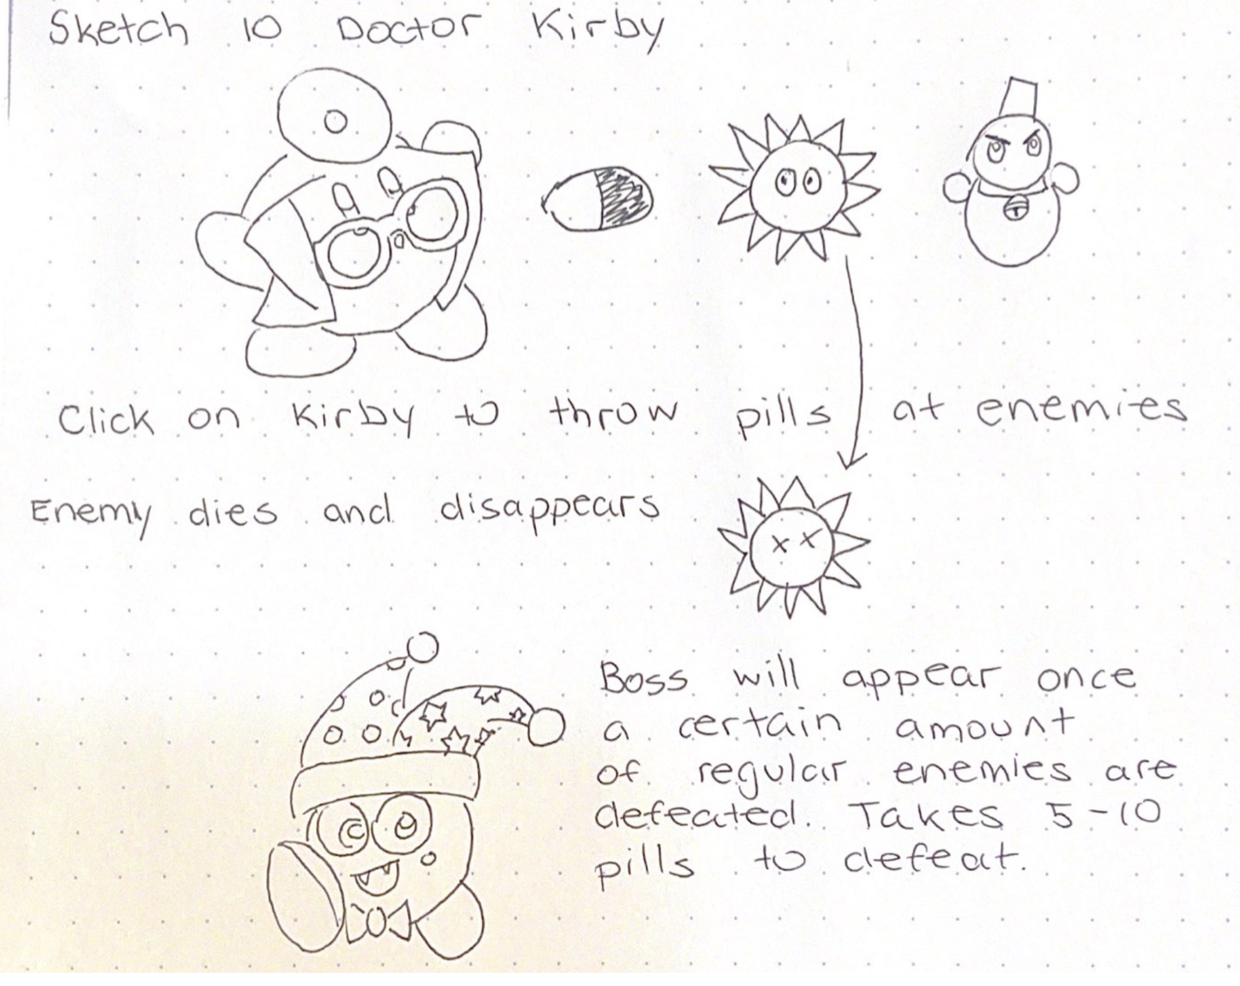 Sketch 10 Doctor Kirby
Click on Kirby to throw pills at enemies
Enemy dies and disappears
Boss will appear once
a certain amount
of regular enemies are
defeated. Takes 5-10
pills to defeat.